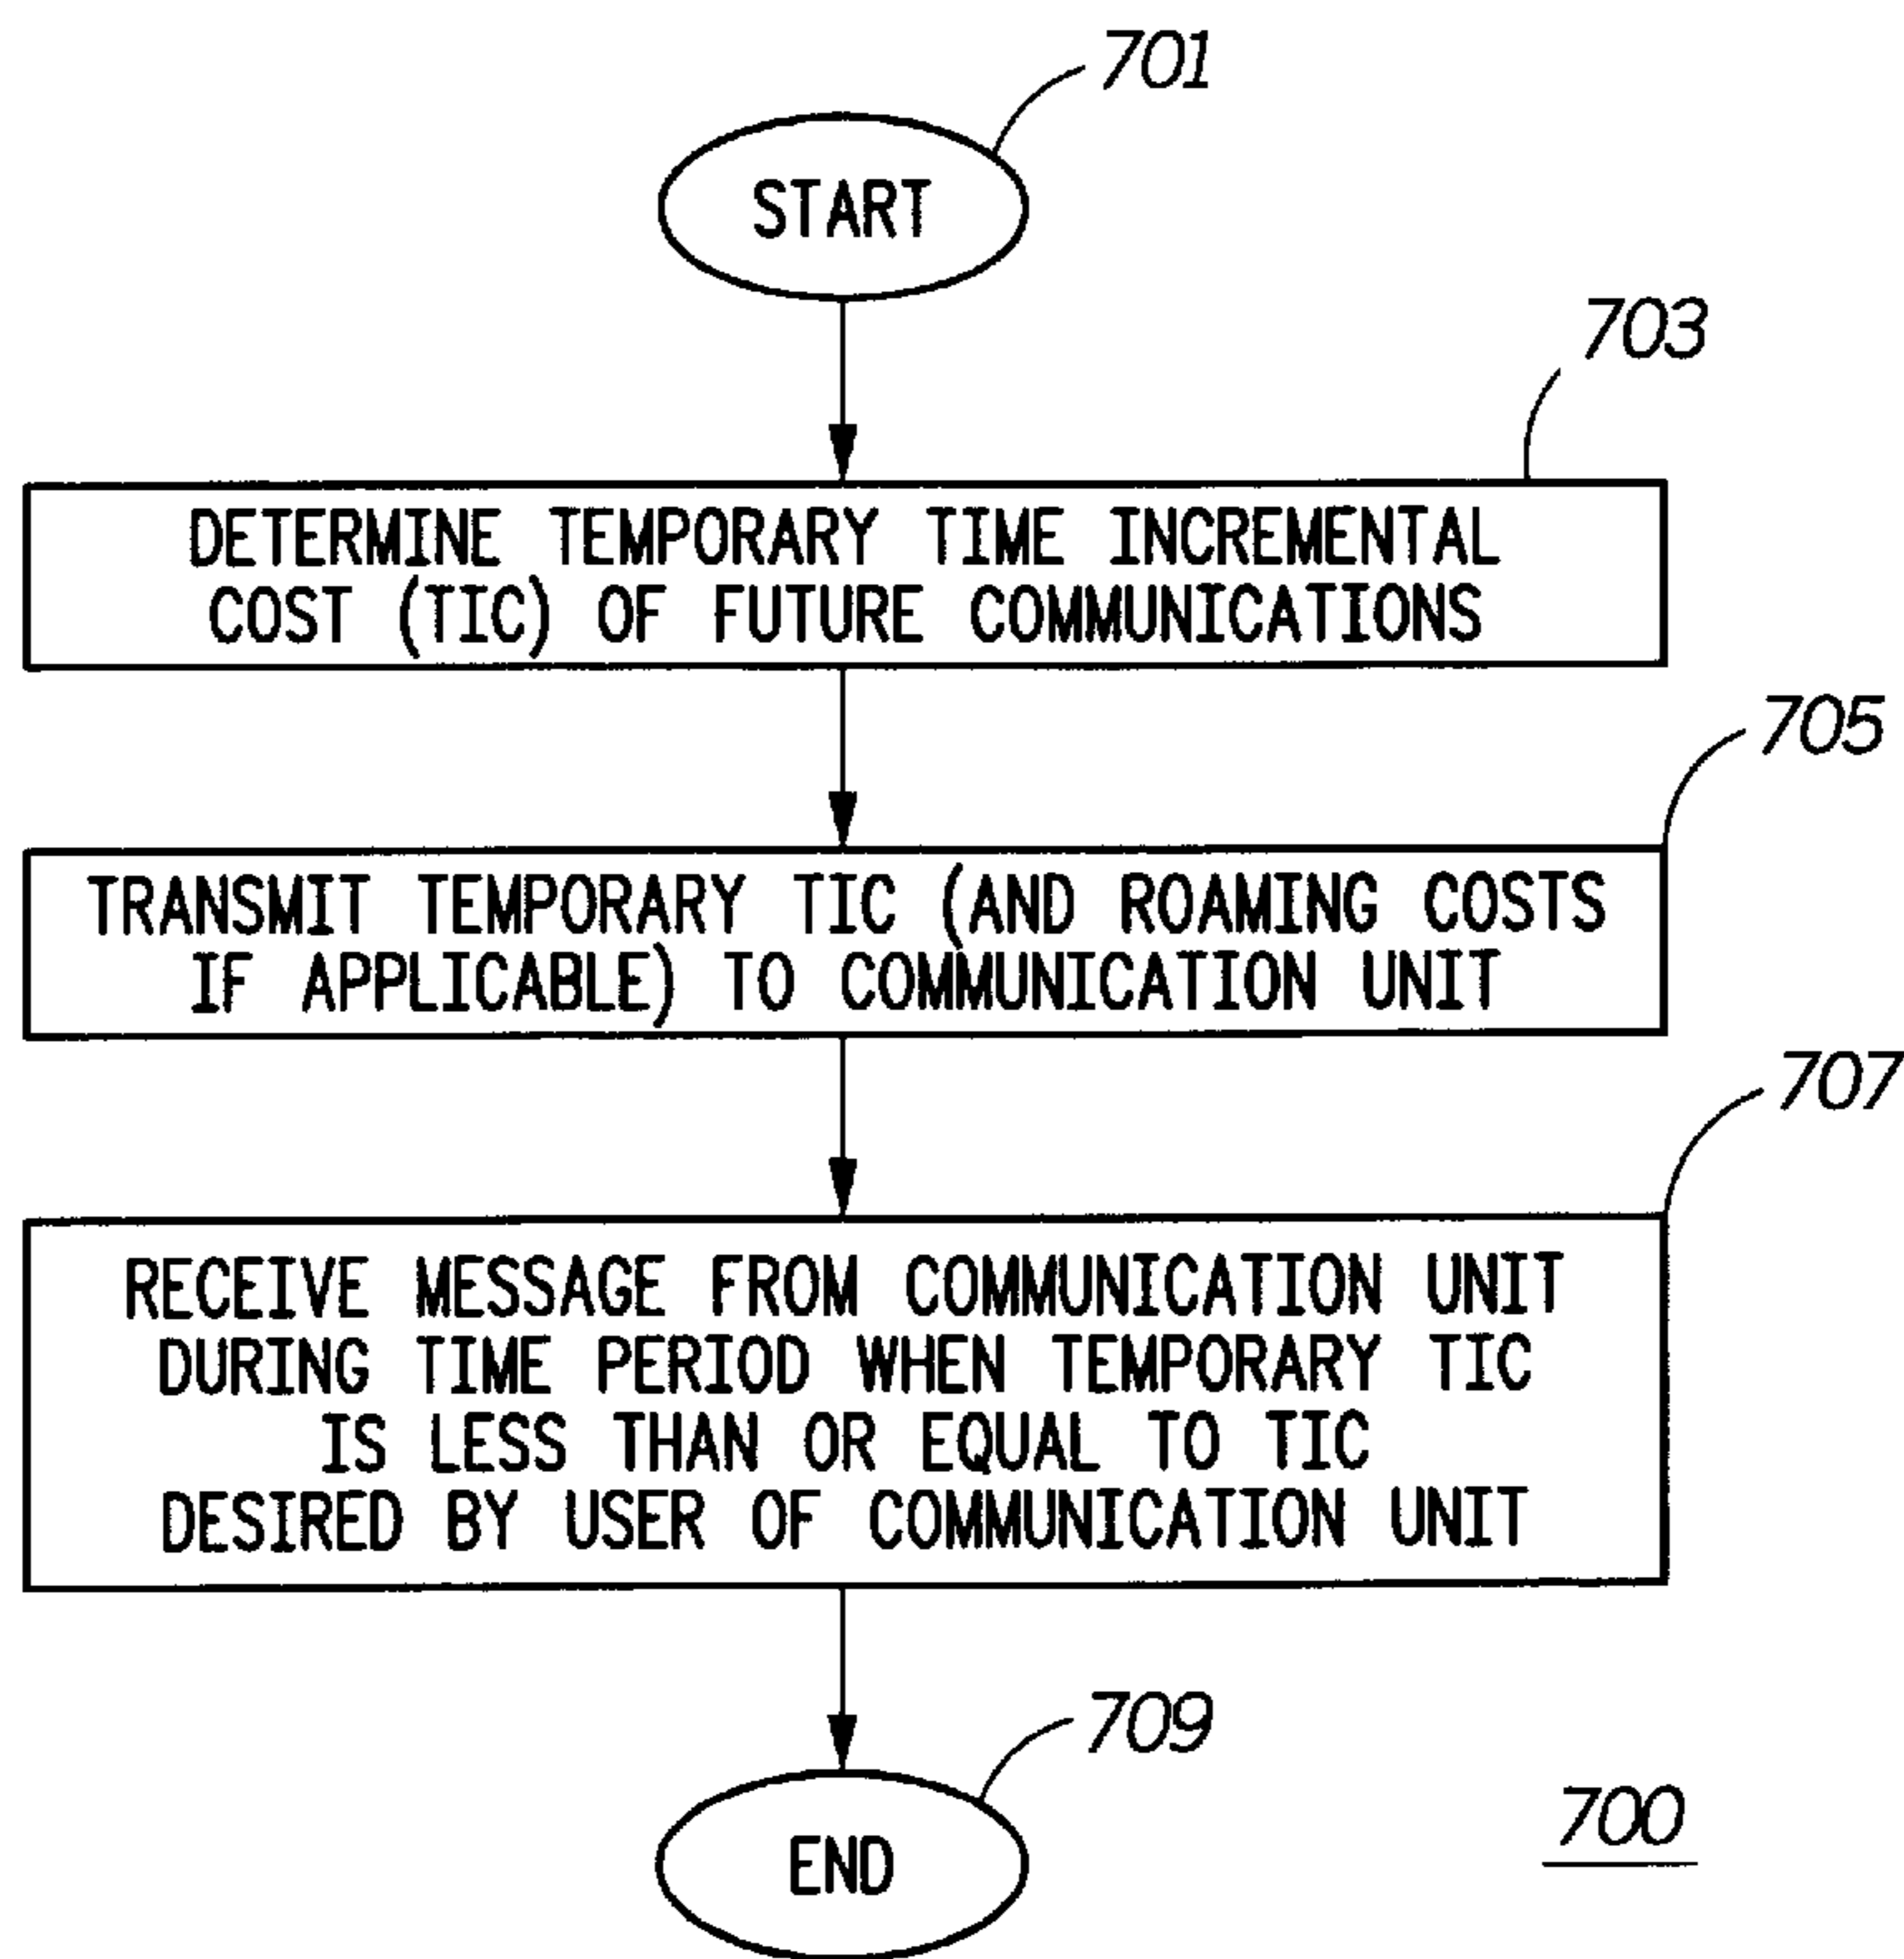 701
START
703
DETERMINE TEMPORARY TIME INCREMENTAL
COST (TIC) OF FUTURE COMMUNICATIONS
705
TRANSMIT TEMPORARY TIC (AND ROAMING COSTS
IF APPLICABLE) TO COMMUNICATION UNIT
707
RECEIVE MESSAGE FROM COMMUNICATION UNIT
DURING TIME PERIOD WHEN TEMPORARY TIC
IS LESS THAN OR EQUAL TO TIC
DESIRED BY USER OF COMMUNICATION UNIT
709
END
700